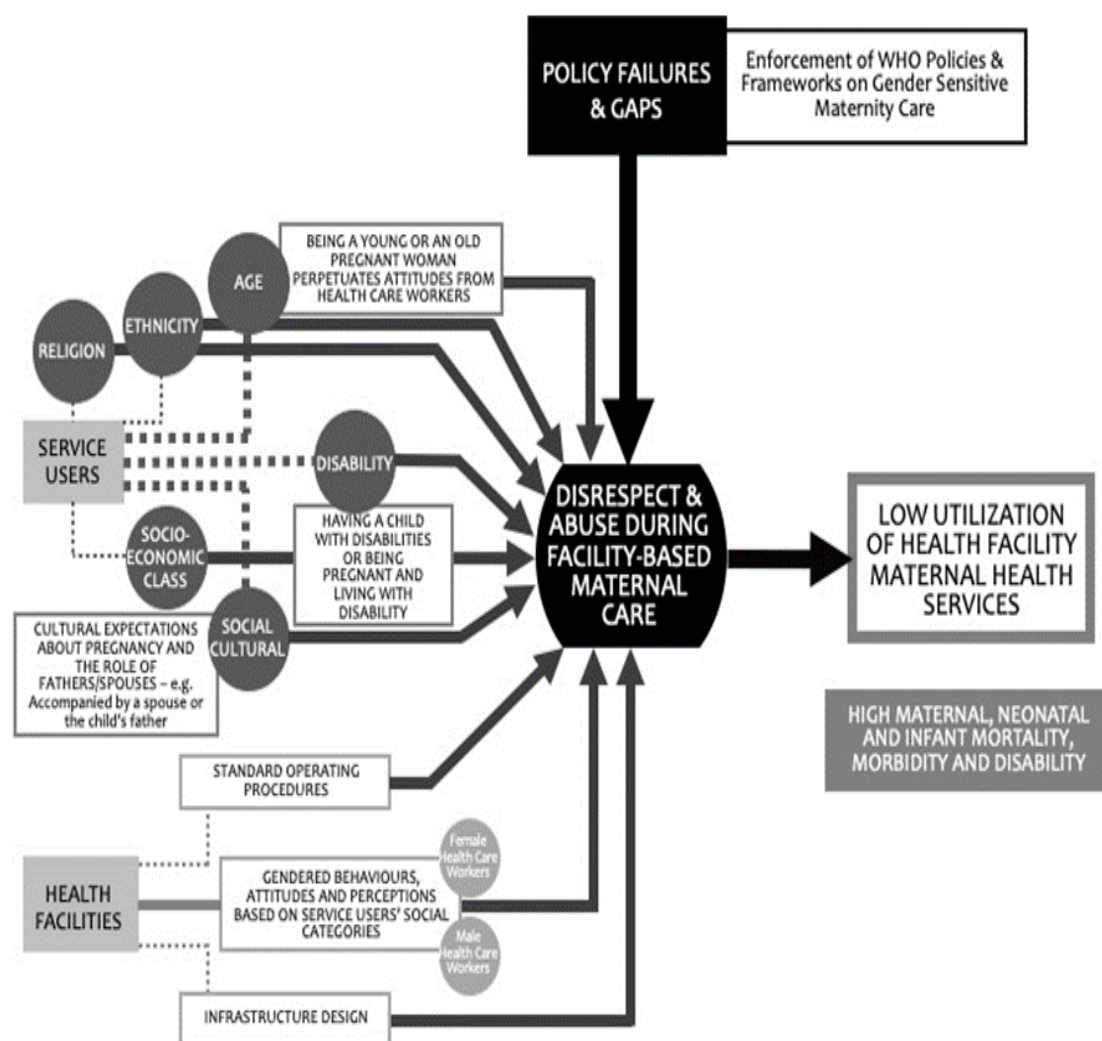 POLICY FAILURES
& GAPS
Enforcement of WHO Policies &
Frameworks on Gender Sensitive
Maternity Care
AGE
BEING A YOUNG OR AN OLD
PREGNANT WOMAN
PERPETUATES ATTITUDES FROM
HEALTH CARE WORKERS
ETHNICITY
RELIGION
SERVICE
USERS
DISABILITY
SOCIO-
ECONOMIC
CLASS
HAVING A CHILD
WITH DISABILITIES
OR BEING
PREGNANT AND
LIVING WITH
DISABILITY
SOCIAL
CULTURAL
CULTURAL EXPECTATIONS
ABOUT PREGNANCY AND
THE ROLE OF
FATHERS/SPOUSES – e.g.
Accompanied by a spouse or
the child's father
DISRESPECT &
ABUSE DURING
FACILITY-BASED
MATERNAL
CARE
LOW UTILIZATION
OF HEALTH FACILITY
MATERNAL HEALTH
SERVICES
HIGH MATERNAL, NEONATAL
AND INFANT MORTALITY,
MORBIDITY AND DISABILITY
STANDARD OPERATING
PROCEDURES
HEALTH
FACILITIES
GENDERED BEHAVIOURS,
ATTITUDES AND PERCEPTIONS
BASED ON SERVICE USERS' SOCIAL
CATEGORIES
Female
Health Care
Workers
Male
Health Care
Workers
INFRASTRUCTURE DESIGN